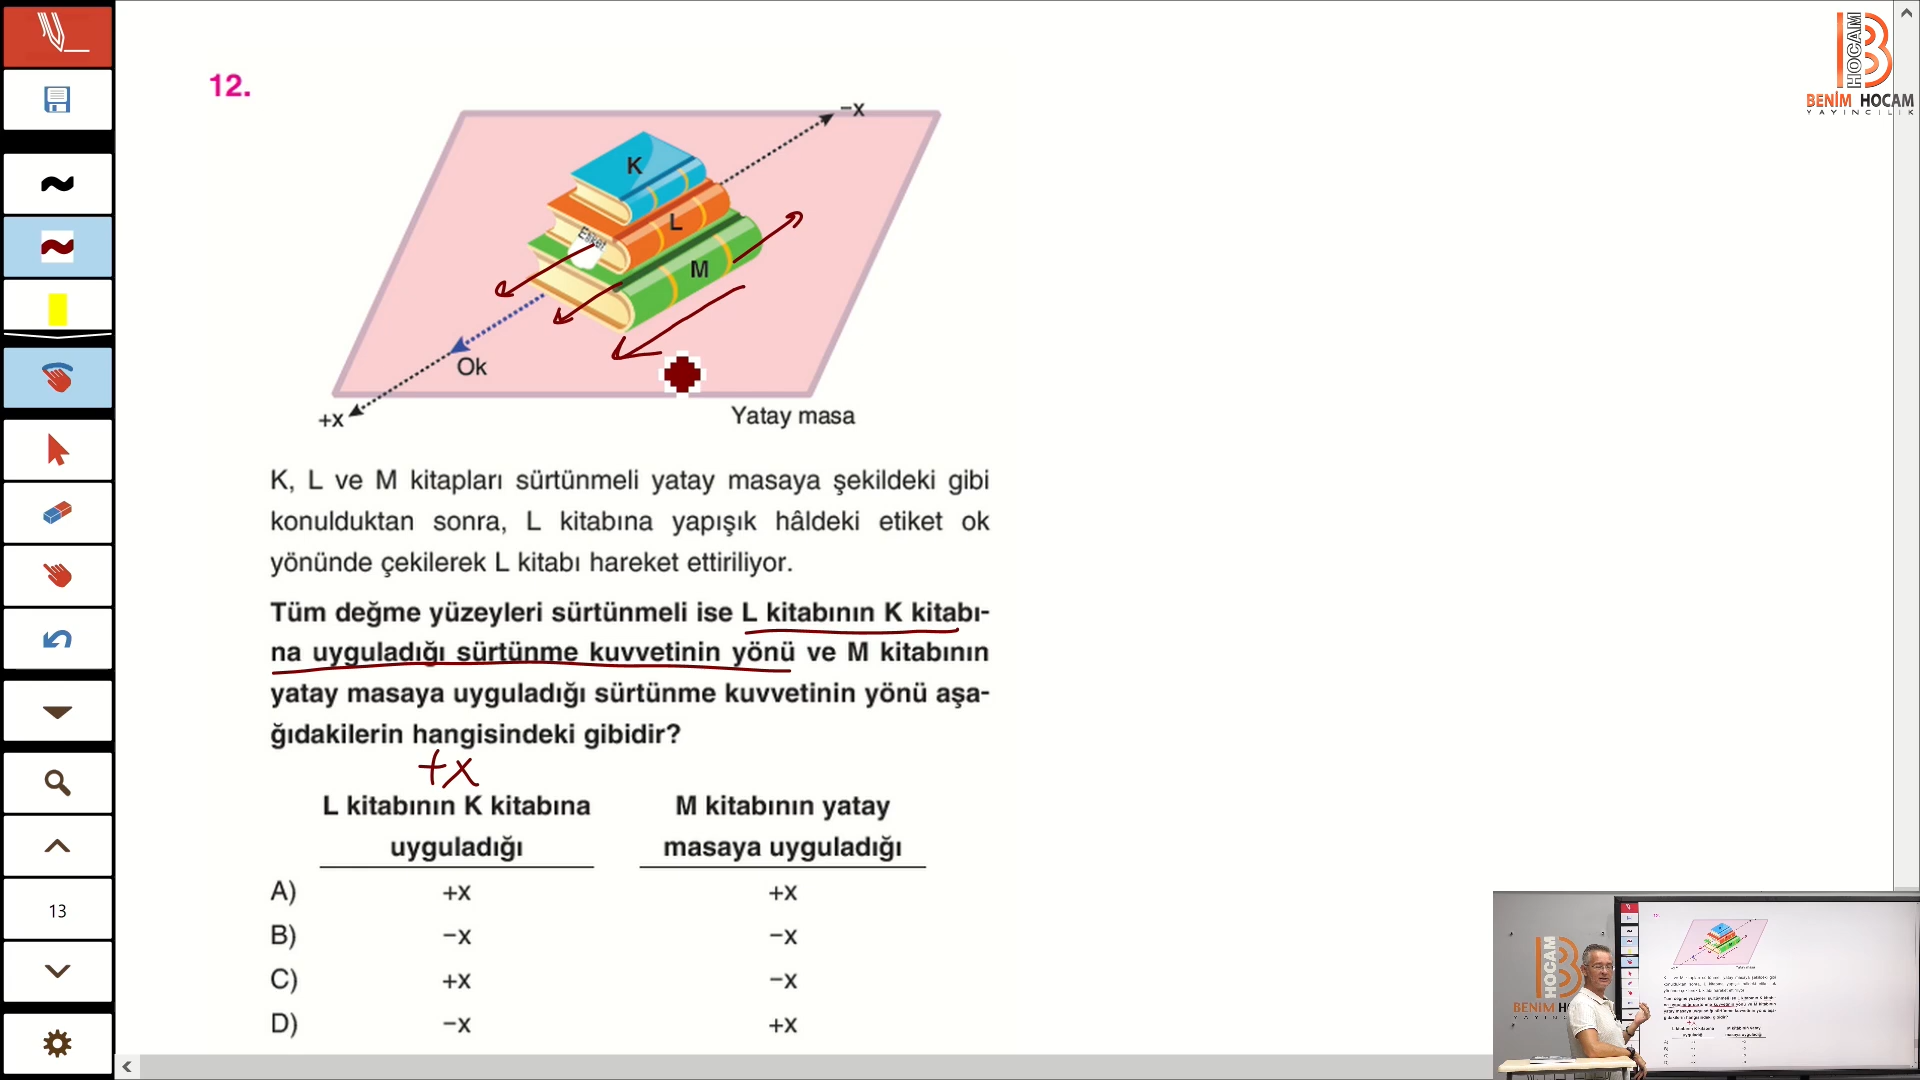 BENİM HOCAM
YAYINCILIK
12.
−x
K
L
Etiket
M
Ok
+x
Yatay masa
K, L ve M kitapları sürtünmeli yatay masaya şekildeki gibi
konulduktan sonra, L kitabına yapışık hâldeki etiket ok
yönünde çekilerek L kitabı hareket ettiriliyor.
Tüm değme yüzeyleri sürtünmeli ise L kitabının K kitabı-
na uyguladığı sürtünme kuvvetinin yönü ve M kitabının
yatay masaya uyguladığı sürtünme kuvvetinin yönü aşa-
ğıdakilerin hangisindeki gibidir?
+x
L kitabının K kitabına M kitabının yatay
uyguladığı masaya uyguladığı
A) +x +x
B) −x −x
C) +x −x
D) −x +x
13